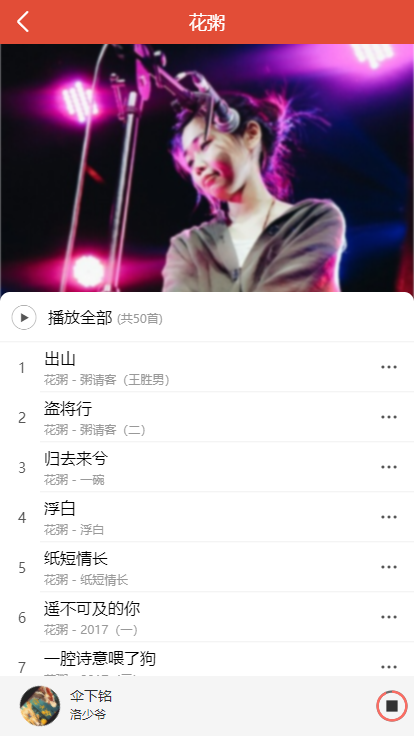 花粥
播放全部 (共50首)
1 出山
花粥 - 粥请客（王胜男）
2 盗将行
花粥 - 粥请客（二）
3 归去来兮
花粥 - 一碗
4 浮白
花粥 - 浮白
5 纸短情长
花粥 - 纸短情长
6 遥不可及的你
花粥 - 2017（一）
7 一腔诗意喂了狗
伞下铭
洛少爷